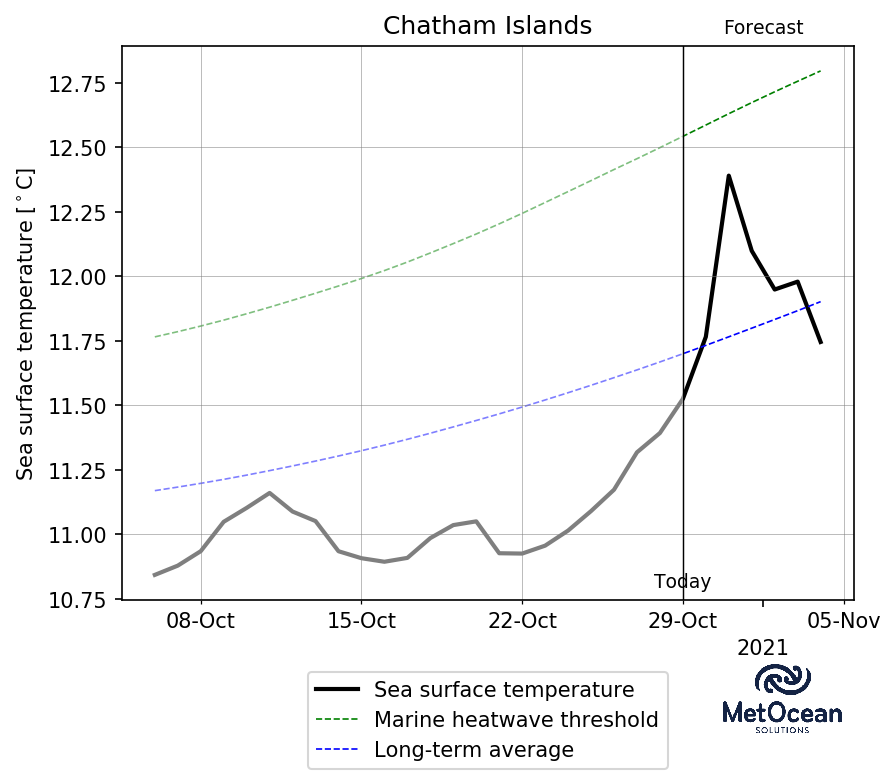 Chatham Islands
Forecast
Sea surface temperature [°C]
12.75
12.50
12.25
12.00
11.75
11.50
11.25
11.00
10.75
Today
08-Oct 15-Oct 22-Oct 29-Oct 05-Nov
2021
Sea surface temperature
Marine heatwave threshold
Long-term average
MetOcean
SOLUTIONS